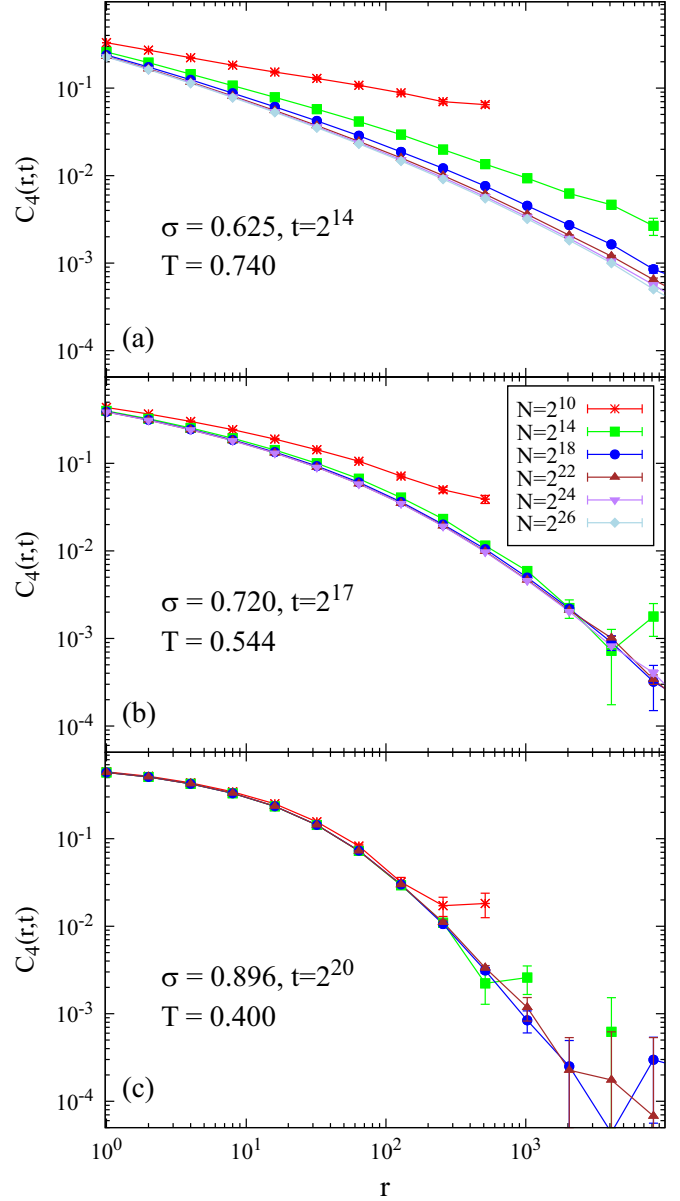 10^-1
10^-2
10^-3
10^-4
C_4(r,t)
σ = 0.625, t=2^14
T = 0.740
(a)
10^-1
10^-2
10^-3
10^-4
C_4(r,t)
N=2^10
N=2^14
N=2^18
N=2^22
N=2^24
N=2^26
σ = 0.720, t=2^17
T = 0.544
(b)
10^-1
10^-2
10^-3
10^-4
C_4(r,t)
σ = 0.896, t=2^20
T = 0.400
(c)
10^0 10^1 10^2 10^3
r